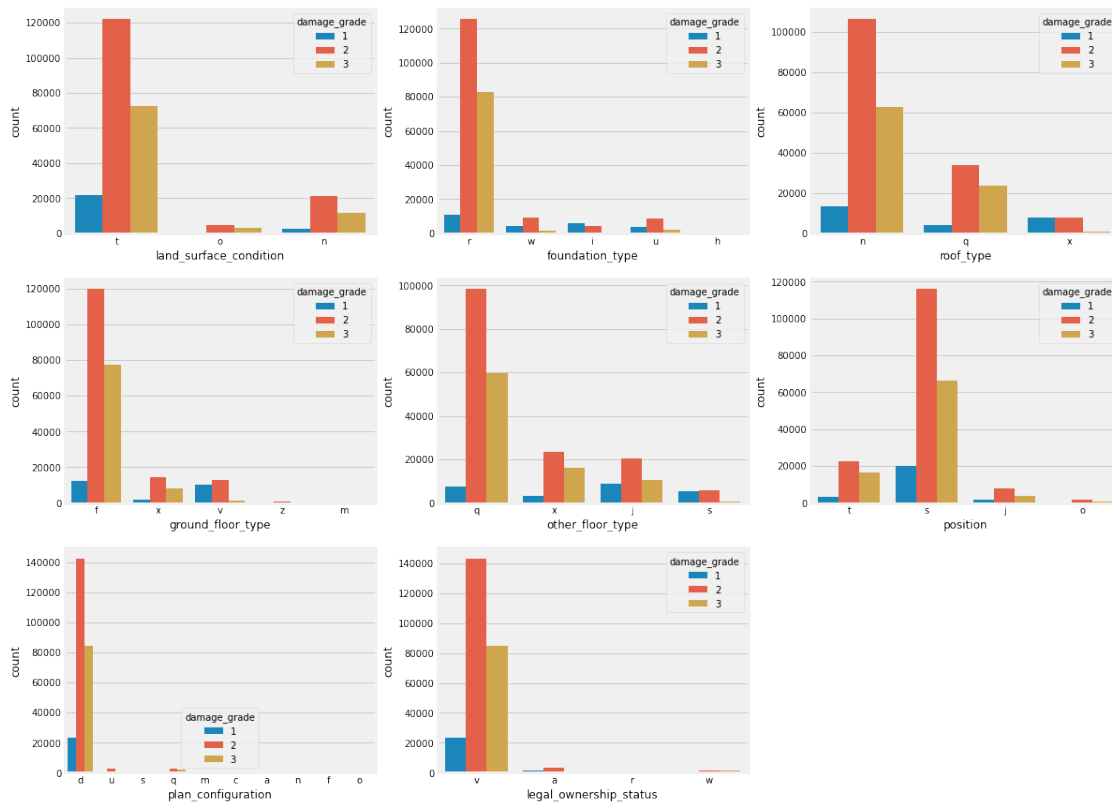 120000
100000
80000
60000
40000
20000
0
count
damage_grade
1
2
3
t o n
land_surface_condition
120000
100000
80000
60000
40000
20000
0
count
damage_grade
1
2
3
r w i u h
foundation_type
100000
80000
60000
40000
20000
0
count
damage_grade
1
2
3
n q x
roof_type
120000
100000
80000
60000
40000
20000
0
count
damage_grade
1
2
3
f x v z m
ground_floor_type
100000
80000
60000
40000
20000
0
count
damage_grade
1
2
3
q x j s
other_floor_type
120000
100000
80000
60000
40000
20000
0
count
damage_grade
1
2
3
t s j o
position
140000
120000
100000
80000
60000
40000
20000
0
count
damage_grade
1
2
3
d u s q m c a n f o
plan_configuration
140000
120000
100000
80000
60000
40000
20000
0
count
damage_grade
1
2
3
v a r w
legal_ownership_status